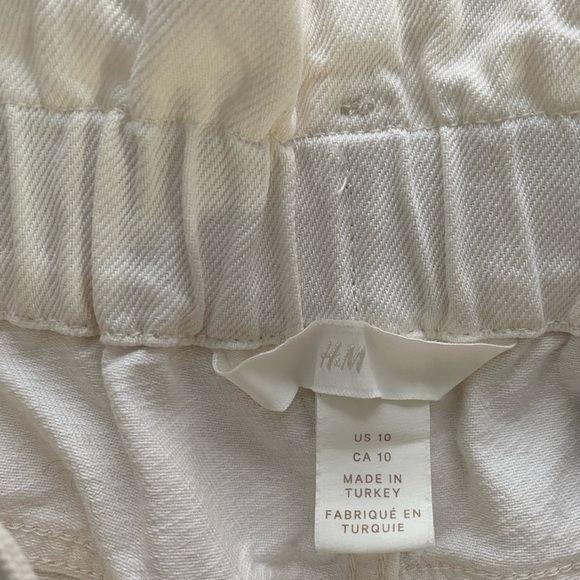 H&M
US 10
CA 10
MADE IN
TURKEY
FABRIQUÉ EN
TURQUIE